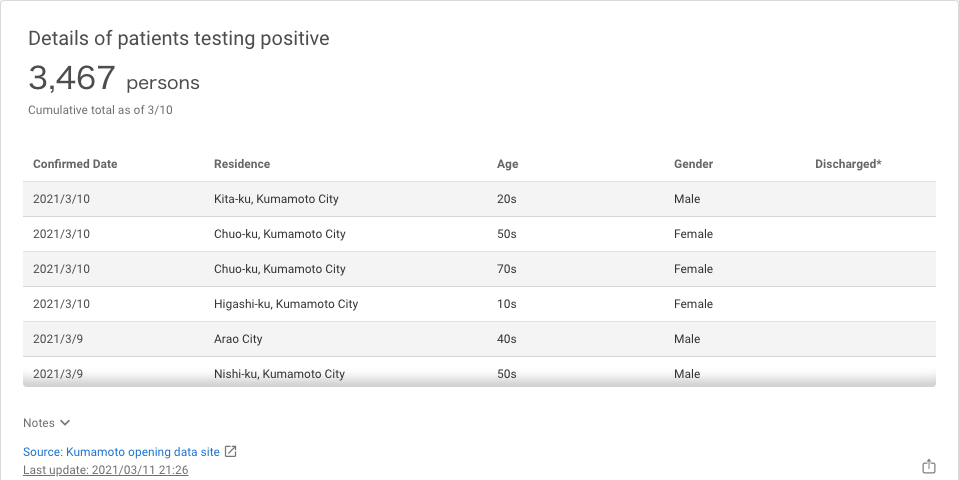 Details of patients testing positive
3,467 persons
Cumulative total as of 3/10
Confirmed Date Residence Age Gender Discharged*
2021/3/10 Kita-ku, Kumamoto City 20s Male
2021/3/10 Chuo-ku, Kumamoto City 50s Female
2021/3/10 Chuo-ku, Kumamoto City 70s Female
2021/3/10 Higashi-ku, Kumamoto City 10s Female
2021/3/9 Arao City 40s Male
2021/3/9 Nishi-ku, Kumamoto City 50s Male
Notes
Source: Kumamoto opening data site
Last update: 2021/03/11 21:26